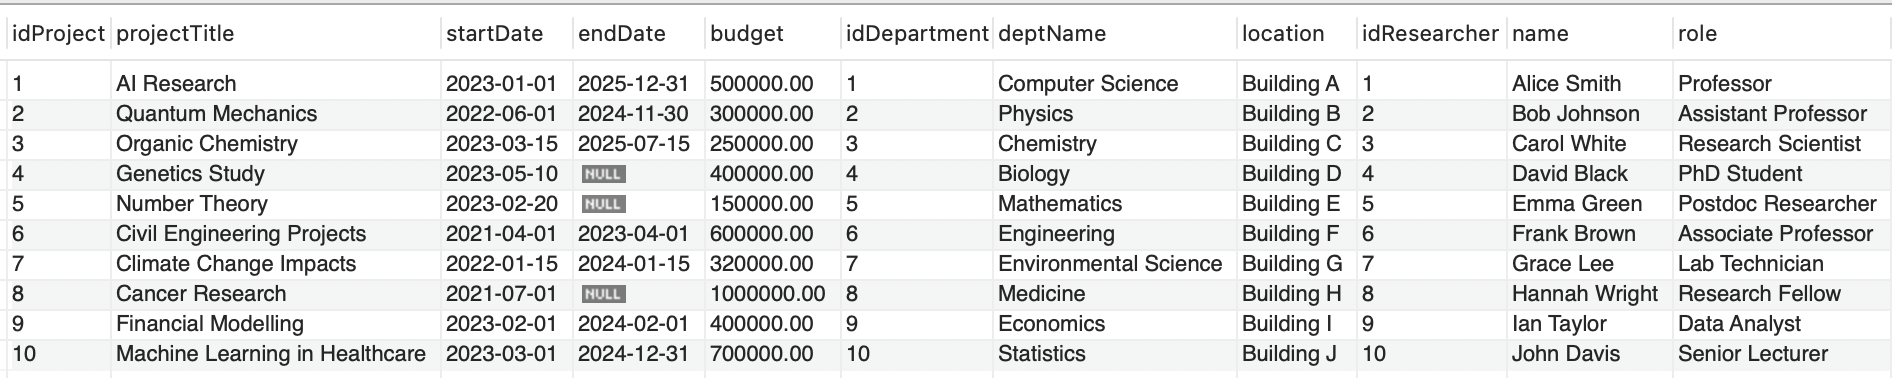 idProject projectTitle startDate endDate budget idDepartment deptName location idResearcher name role
1 AI Research 2023-01-01 2025-12-31 500000.00 1 Computer Science Building A 1 Alice Smith Professor
2 Quantum Mechanics 2022-06-01 2024-11-30 300000.00 2 Physics Building B 2 Bob Johnson Assistant Professor
3 Organic Chemistry 2023-03-15 2025-07-15 250000.00 3 Chemistry Building C 3 Carol White Research Scientist
4 Genetics Study 2023-05-10 NULL 400000.00 4 Biology Building D 4 David Black PhD Student
5 Number Theory 2023-02-20 NULL 150000.00 5 Mathematics Building E 5 Emma Green Postdoc Researcher
6 Civil Engineering Projects 2021-04-01 2023-04-01 600000.00 6 Engineering Building F 6 Frank Brown Associate Professor
7 Climate Change Impacts 2022-01-15 2024-01-15 320000.00 7 Environmental Science Building G 7 Grace Lee Lab Technician
8 Cancer Research 2021-07-01 NULL 1000000.00 8 Medicine Building H 8 Hannah Wright Research Fellow
9 Financial Modelling 2023-02-01 2024-02-01 400000.00 9 Economics Building I 9 Ian Taylor Data Analyst
10 Machine Learning in Healthcare 2023-03-01 2024-12-31 700000.00 10 Statistics Building J 10 John Davis Senior Lecturer